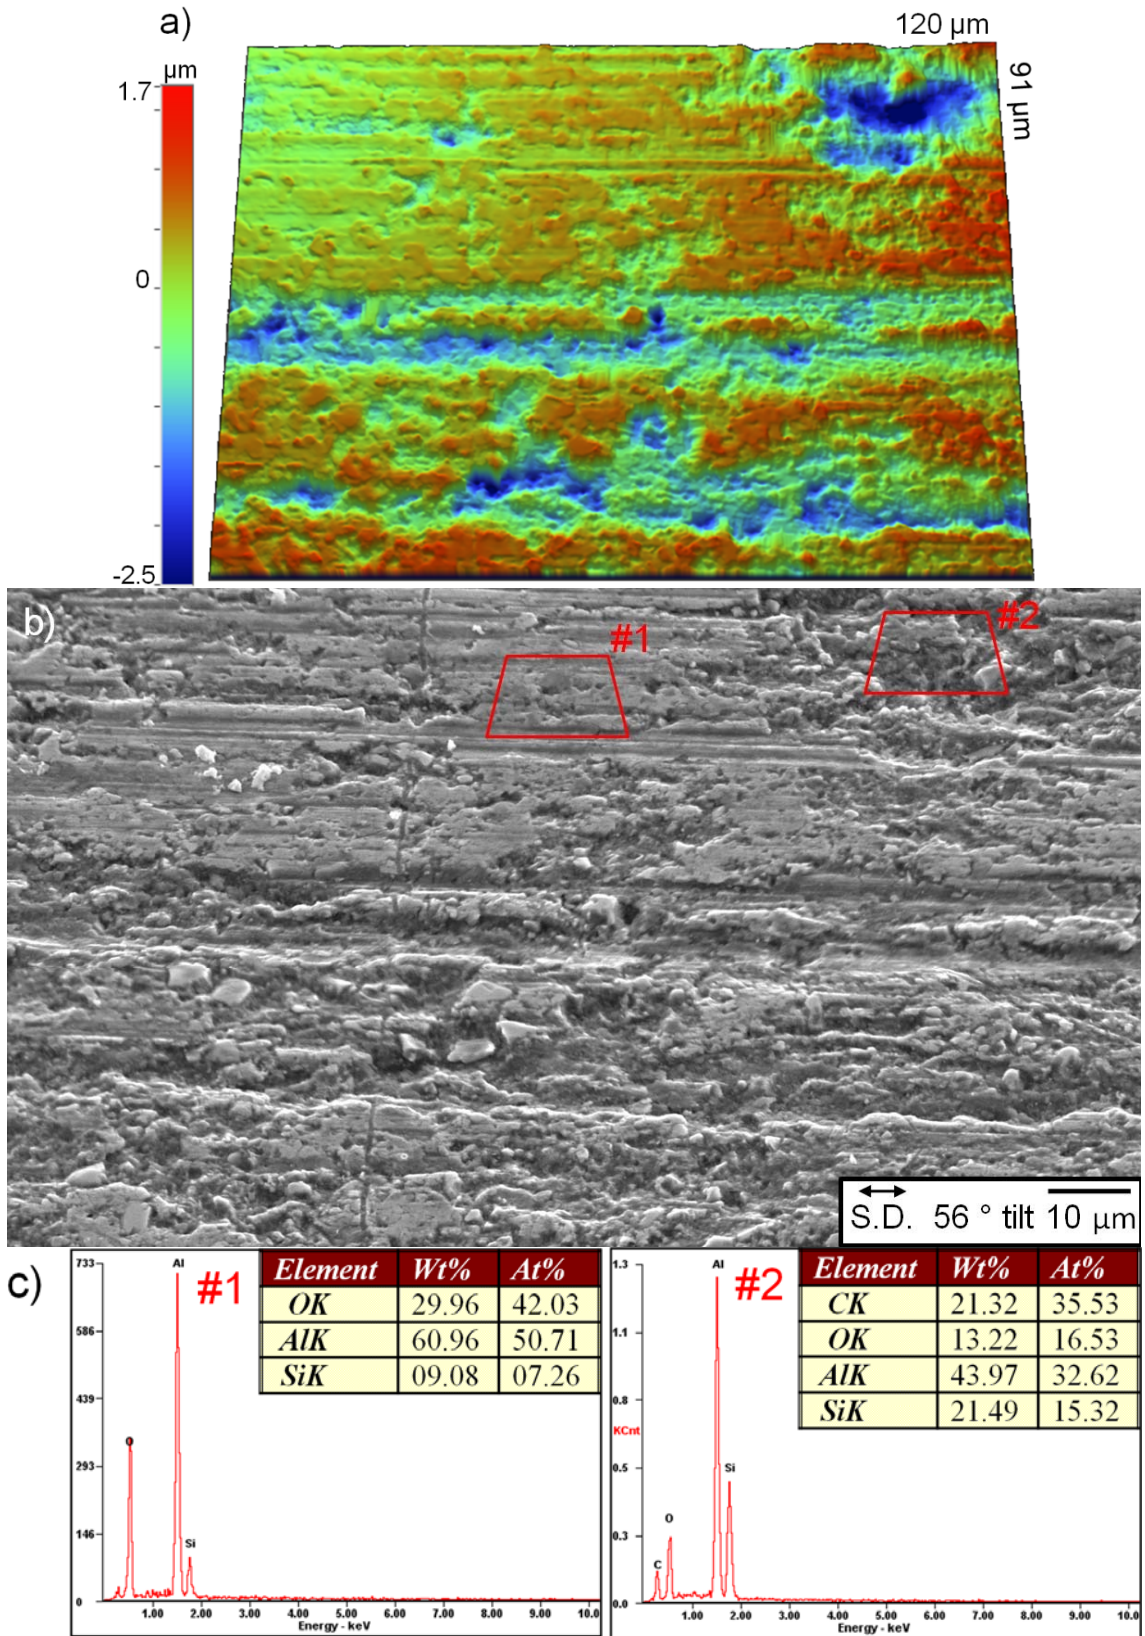 a)
120 µm
91 µm
µm
1.7
0
-2.5
b)
#1
#2
S.D. 56 ° tilt 10 µm
c)
#1
Element Wt% At%
OK 29.96 42.03
AlK 60.96 50.71
SiK 09.08 07.26
733
586
439
293
146
0
O
Al
Si
1.00 2.00 3.00 4.00 5.00 6.00 7.00 8.00 9.00 10.0
Energy - keV
#2
Element Wt% At%
CK 21.32 35.53
OK 13.22 16.53
AlK 43.97 32.62
SiK 21.49 15.32
1.3
1.1
0.8
KCnt
0.5
0.3
0.0
C
O
Al
Si
1.00 2.00 3.00 4.00 5.00 6.00 7.00 8.00 9.00 10.0
Energy - keV